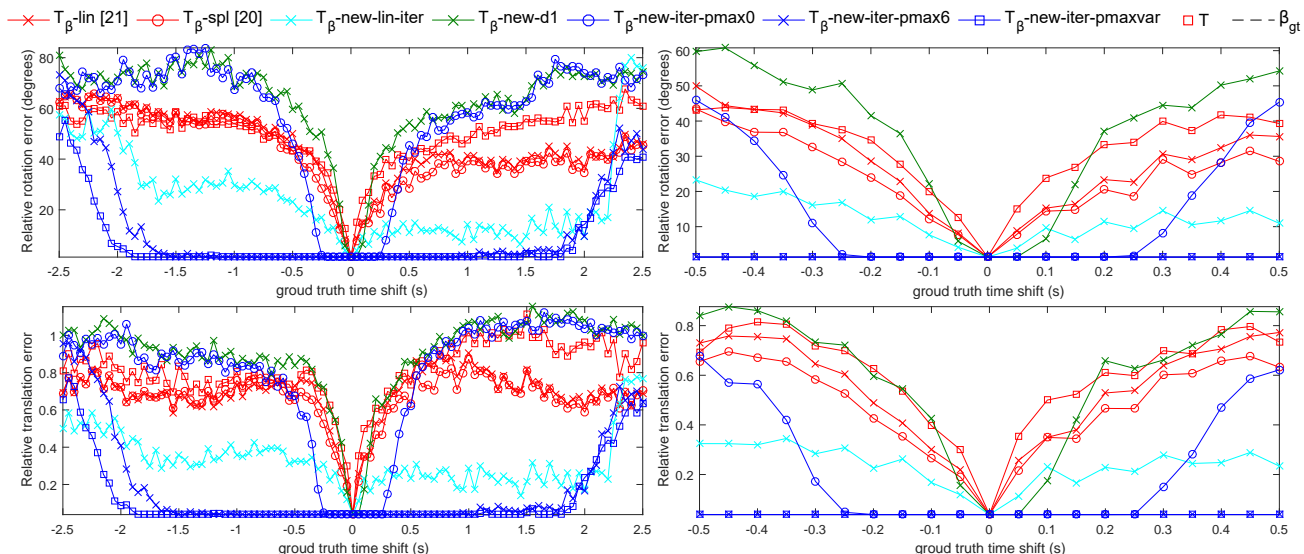 Tβ-lin [21] Tβ-spl [20] Tβ-new-lin-iter Tβ-new-d1 Tβ-new-iter-pmax0 Tβ-new-iter-pmax6 Tβ-new-iter-pmaxvar T βgt
Relative rotation error (degrees)
80
60
40
20
-2.5 -2 -1.5 -1 -0.5 0 0.5 1 1.5 2 2.5
groud truth time shift (s)
Relative rotation error (degrees)
60
50
40
30
20
10
-0.5 -0.4 -0.3 -0.2 -0.1 0 0.1 0.2 0.3 0.4 0.5
groud truth time shift (s)
Relative translation error
1
0.8
0.6
0.4
0.2
-2.5 -2 -1.5 -1 -0.5 0 0.5 1 1.5 2 2.5
groud truth time shift (s)
Relative translation error
0.8
0.6
0.4
0.2
-0.5 -0.4 -0.3 -0.2 -0.1 0 0.1 0.2 0.3 0.4 0.5
groud truth time shift (s)